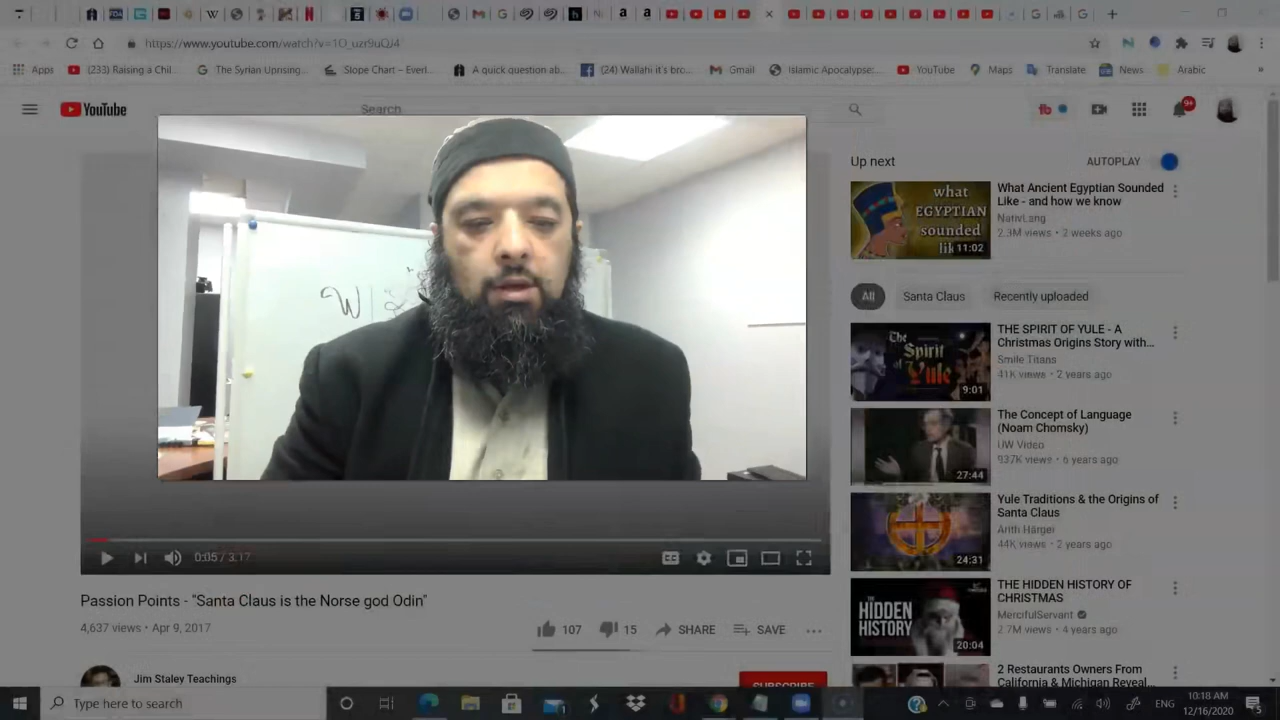 https://www.youtube.com/watch?v=1O_uzr9uQJ4
Apps
(233) Raising a Chil...
The Syrian Uprising...
Slope Chart – Everl...
A quick question ab...
(24) Wallahi it's bro...
Gmail
Islamic Apocalypse:...
YouTube
Maps
Translate
News
Arabic
»
YouTube
Search
9+
W
Up next
AUTOPLAY
what
EGYPTIAN
sounded
11:02
What Ancient Egyptian Sounded
Like - and how we know
NativLang
2.3M views • 2 weeks ago
All
Santa Claus
Recently uploaded
The
Spirit
of Yule
9:01
THE SPIRIT OF YULE - A
Christmas Origins Story with...
Smile Titans
41K views • 2 years ago
27:44
The Concept of Language
(Noam Chomsky)
UW Video
937K views • 6 years ago
24:31
Yule Traditions & the Origins of
Santa Claus
Arith Härger
44K views • 2 years ago
THE
HIDDEN
HISTORY
20:04
THE HIDDEN HISTORY OF
CHRISTMAS
MercifulServant
2.7M views • 4 years ago
2 Restaurants Owners From
California & Michigan Reveal...
0:05 / 3:17
Passion Points - "Santa Claus is the Norse god Odin"
4,637 views • Apr 9, 2017
107
15
SHARE
SAVE
Jim Staley Teachings
SUBSCRIBE
Type here to search
ENG
10:18 AM
12/16/2020
5